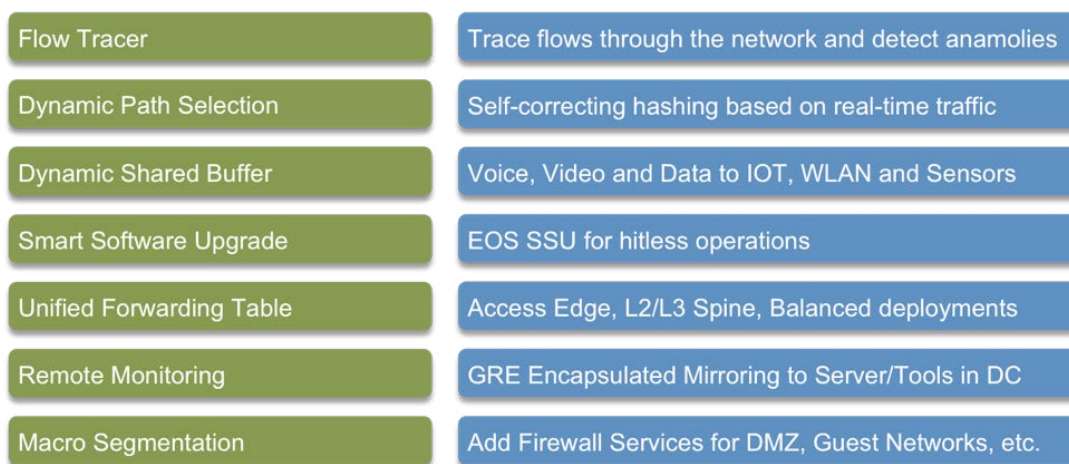 Flow Tracer
Trace flows through the network and detect anamolies
Dynamic Path Selection
Self-correcting hashing based on real-time traffic
Dynamic Shared Buffer
Voice, Video and Data to IOT, WLAN and Sensors
Smart Software Upgrade
EOS SSU for hitless operations
Unified Forwarding Table
Access Edge, L2/L3 Spine, Balanced deployments
Remote Monitoring
GRE Encapsulated Mirroring to Server/Tools in DC
Macro Segmentation
Add Firewall Services for DMZ, Guest Networks, etc.